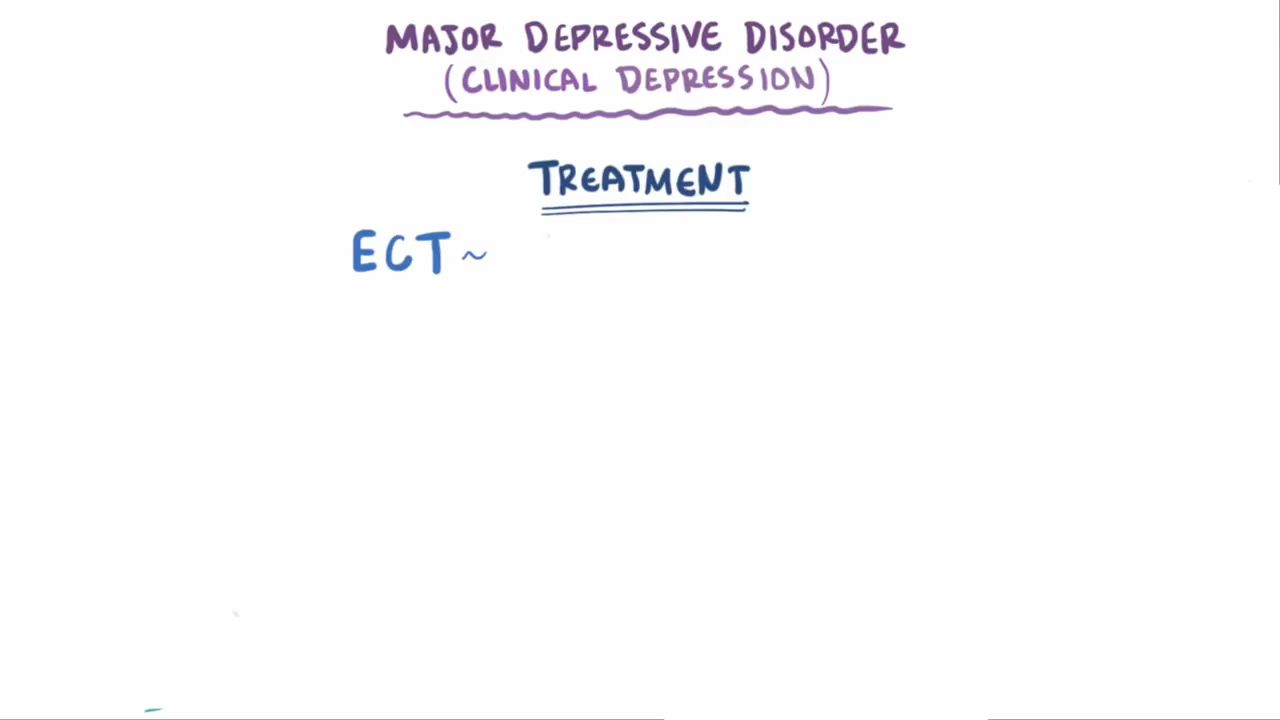 MAJOR DEPRESSIVE DISORDER
(CLINICAL DEPRESSION)
TREATMENT
ECT ~